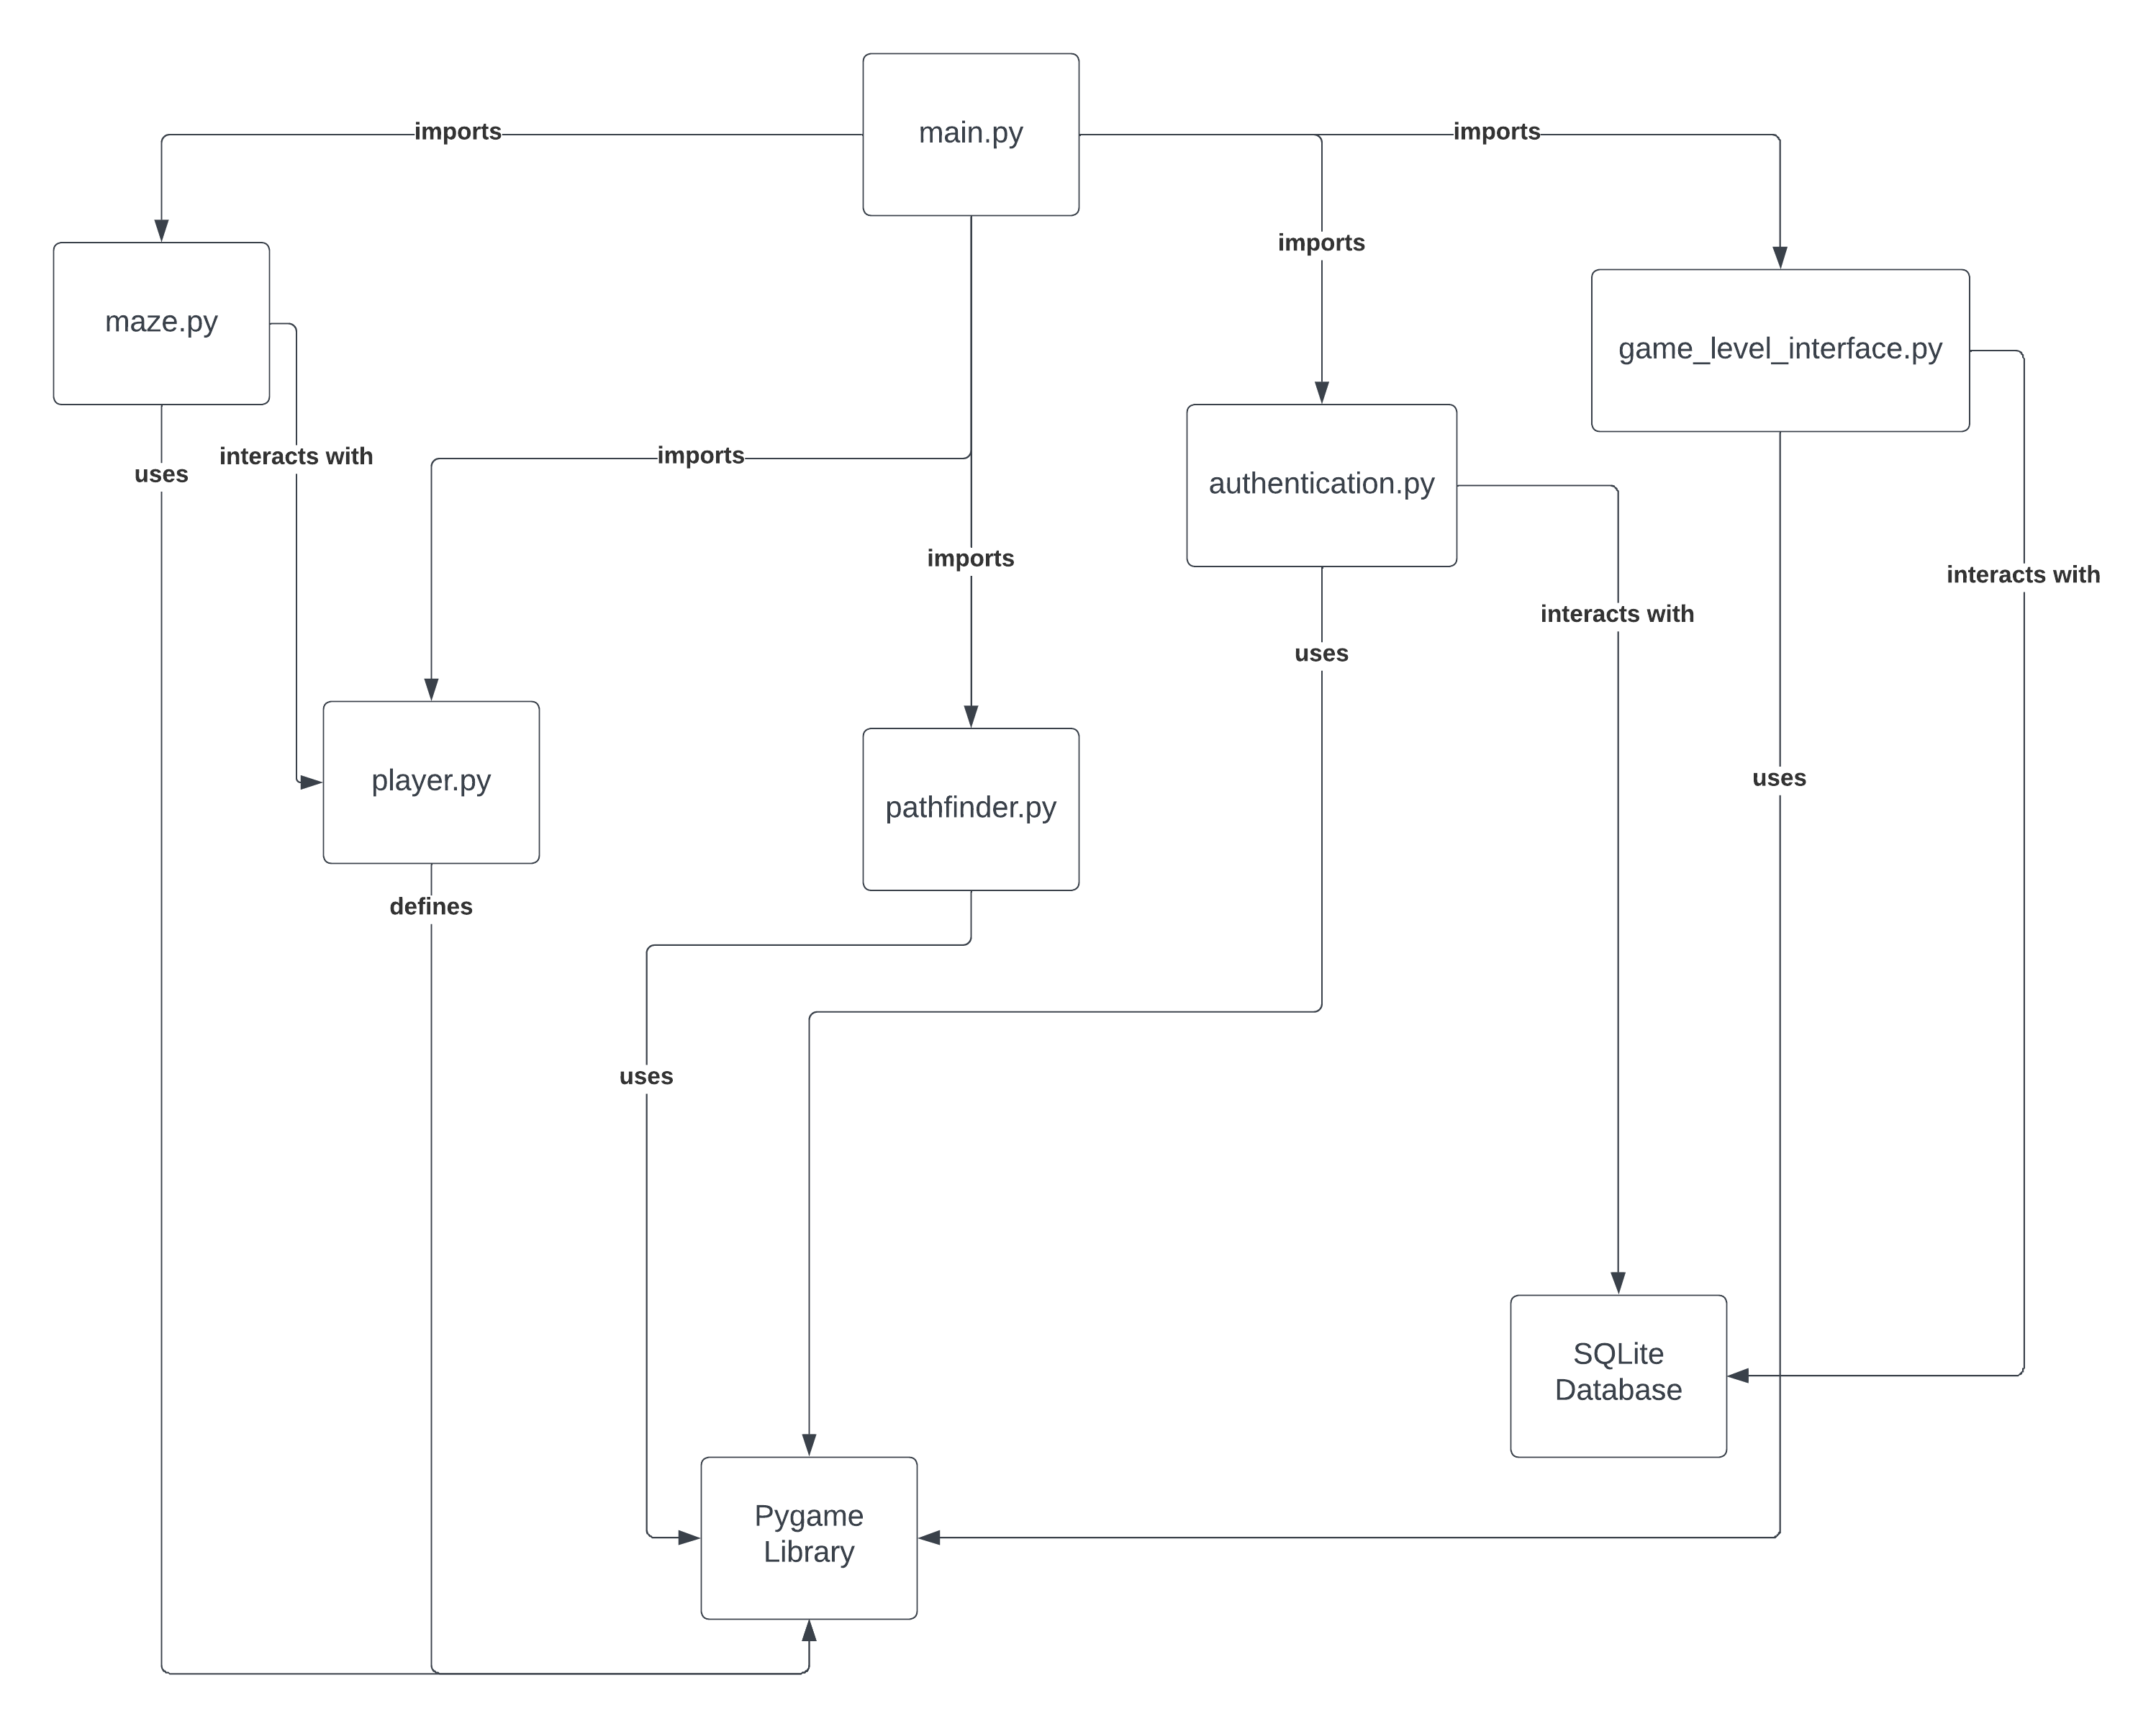 main.py
imports
imports
imports
maze.py
game_level_interface.py
imports
interacts with
uses
authentication.py
imports
interacts with
interacts with
uses
player.py
uses
pathfinder.py
defines
uses
SQLite
Database
Pygame
Library